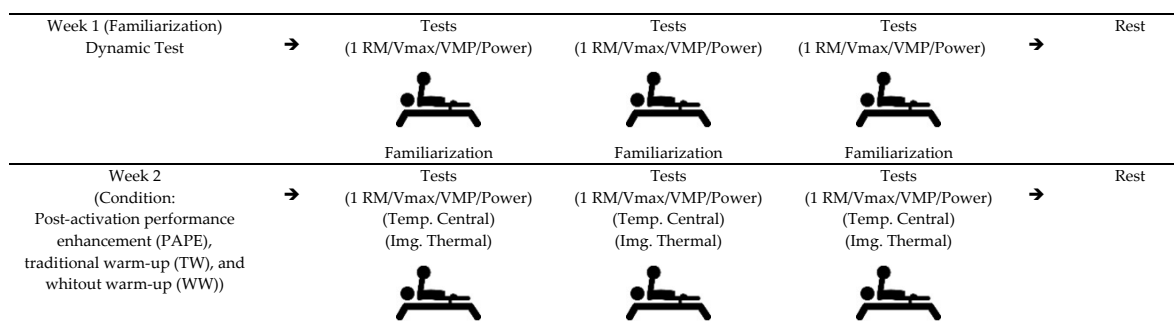 Week 1 (Familiarization) Tests Tests Tests Rest
Dynamic Test ➔ (1 RM/Vmax/VMP/Power) (1 RM/Vmax/VMP/Power) (1 RM/Vmax/VMP/Power) ➔
Familiarization Familiarization Familiarization
Week 2 Tests Tests Tests Rest
(Condition: ➔ (1 RM/Vmax/VMP/Power) (1 RM/Vmax/VMP/Power) (1 RM/Vmax/VMP/Power) ➔
Post-activation performance (Temp. Central) (Temp. Central) (Temp. Central)
enhancement (PAPE), (Img. Thermal) (Img. Thermal) (Img. Thermal)
traditional warm-up (TW), and
whitout warm-up (WW))